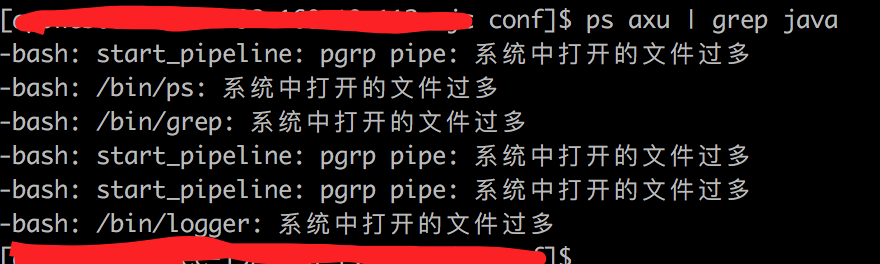 conf]$ ps axu | grep java
-bash: start_pipeline: pgrp pipe: 系统中打开的文件过多
-bash: /bin/ps: 系统中打开的文件过多
-bash: /bin/grep: 系统中打开的文件过多
-bash: start_pipeline: pgrp pipe: 系统中打开的文件过多
-bash: start_pipeline: pgrp pipe: 系统中打开的文件过多
-bash: /bin/logger: 系统中打开的文件过多
]$